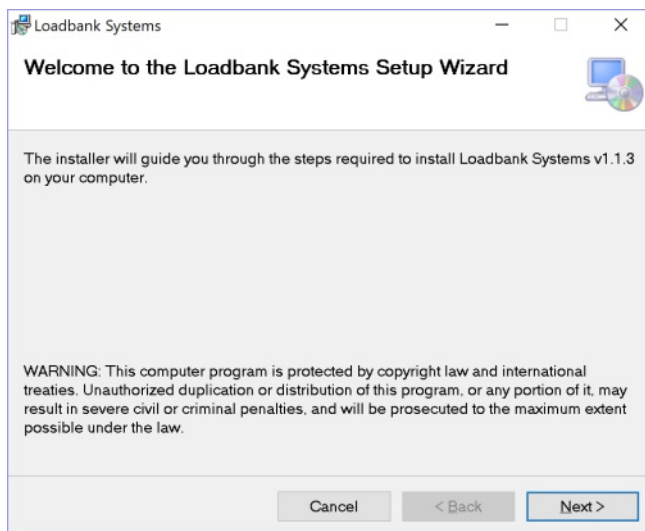 Loadbank Systems
Welcome to the Loadbank Systems Setup Wizard
The installer will guide you through the steps required to install Loadbank Systems v1.1.3
on your computer.
WARNING: This computer program is protected by copyright law and international
treaties. Unauthorized duplication or distribution of this program, or any portion of it, may
result in severe civil or criminal penalties, and will be prosecuted to the maximum extent
possible under the law.
Cancel < Back Next >